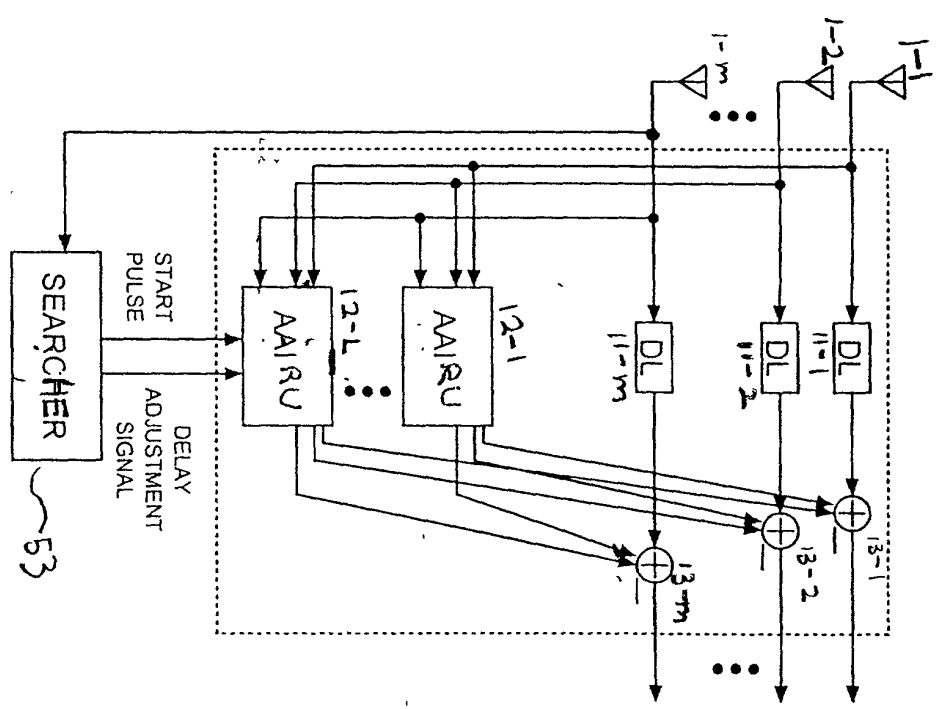 1-1
1-2
1-m
DL
11-1
DL
11-2
DL
11-m
12-1
AAIRU
12-L
AAIRU
13-1
13-2
13-m
START
PULSE
DELAY
ADJUSTMENT
SIGNAL
SEARCHER
53